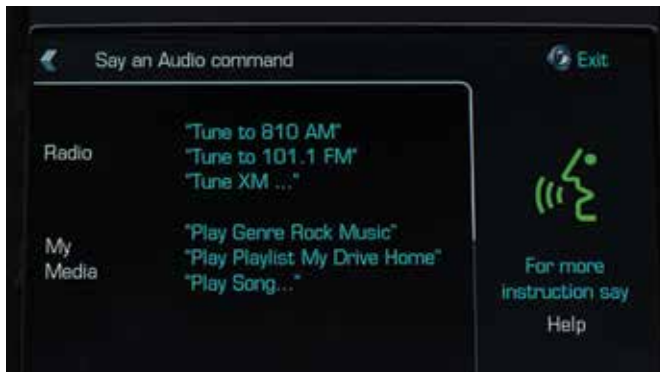 Say an Audio command
Exit
Radio
"Tune to 810 AM"
"Tune to 101.1 FM"
"Tune XM ..."
My
Media
"Play Genre Rock Music"
"Play Playlist My Drive Home"
"Play Song..."
For more
instruction say
Help